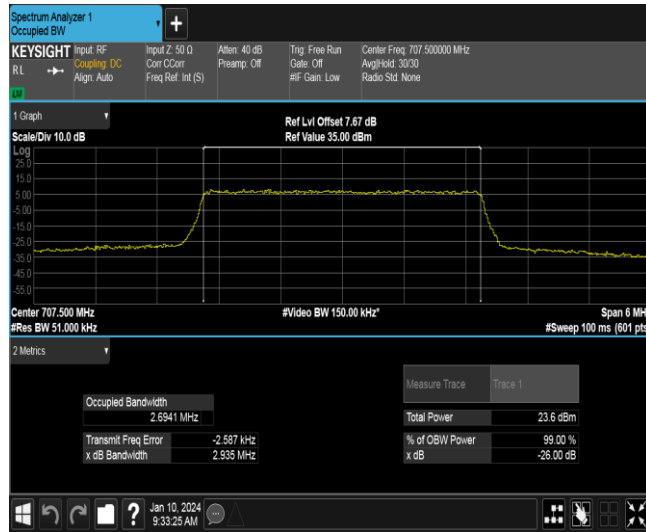 Spectrum Analyzer 1
Occupied BW
+
KEYSIGHT Input: RF Input Z: 50 Ω Atten: 40 dB Trig: Free Run Center Freq: 707.500000 MHz
RL Coupling: DC Corr CCorr Preamp: Off Gate: Off Avg|Hold: 30/30
Align: Auto Freq Ref: Int (S) #IF Gain: Low Radio Std: None
LXI
1 Graph Ref Lvl Offset 7.67 dB
Scale/Div 10.0 dB Ref Value 35.00 dBm
Log
25.0
15.0
5.00
-5.00
-15.0
-25.0
-35.0
-45.0
-55.0
Center 707.500 MHz #Video BW 150.00 kHz* Span 6 MH
#Res BW 51.000 kHz #Sweep 100 ms (601 pts
2 Metrics
Measure Trace Trace 1
Occupied Bandwidth
2.6941 MHz
Total Power 23.6 dBm
Transmit Freq Error -2.587 kHz % of OBW Power 99.00 %
x dB Bandwidth 2.935 MHz x dB -26.00 dB
? Jan 10, 2024
9:33:25 AM